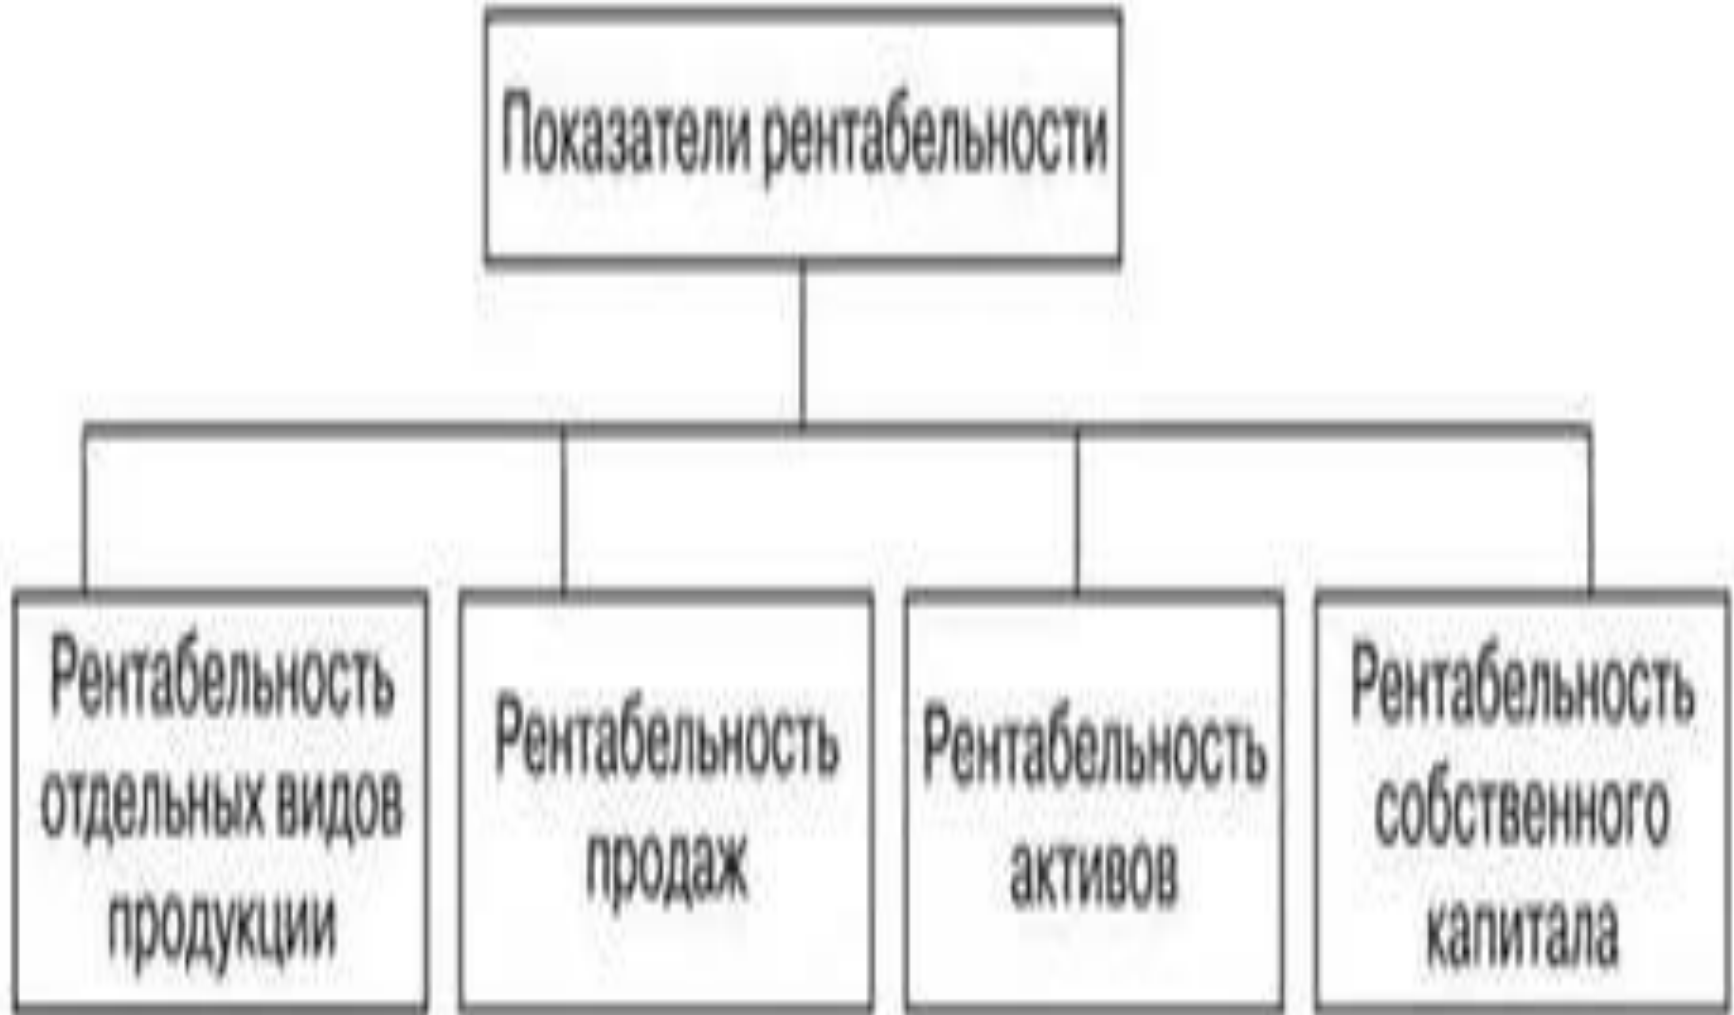 Показатели рентабельности
Рентабельность
отдельных видов
продукции
Рентабельность
продаж
Рентабельность
активов
Рентабельность
собственного
капитала